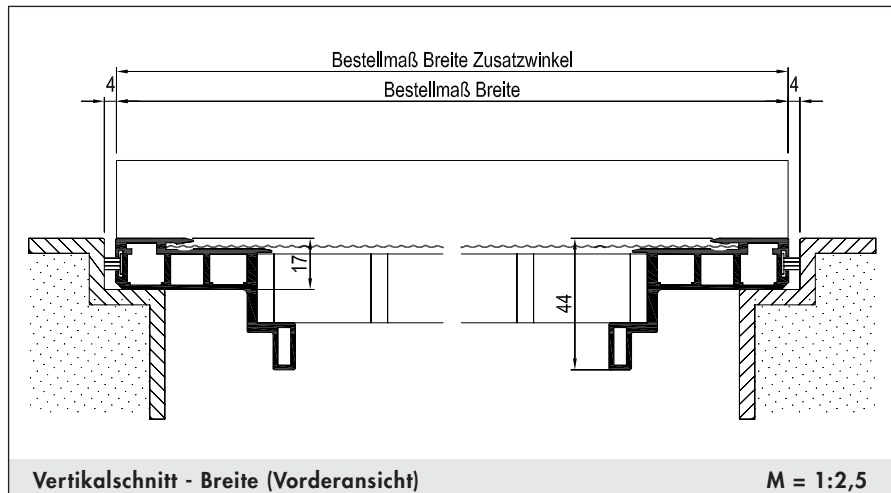 Bestellmaß Breite Zusatzwinkel
4
Bestellmaß Breite
4
17
44
Vertikalschnitt - Breite (Vorderansicht)
M = 1:2,5